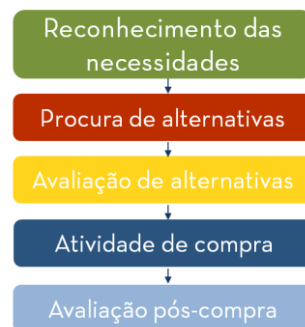 Reconhecimento das
necessidades
Procura de alternativas
Avaliação de alternativas
Atividade de compra
Avaliação pós-compra